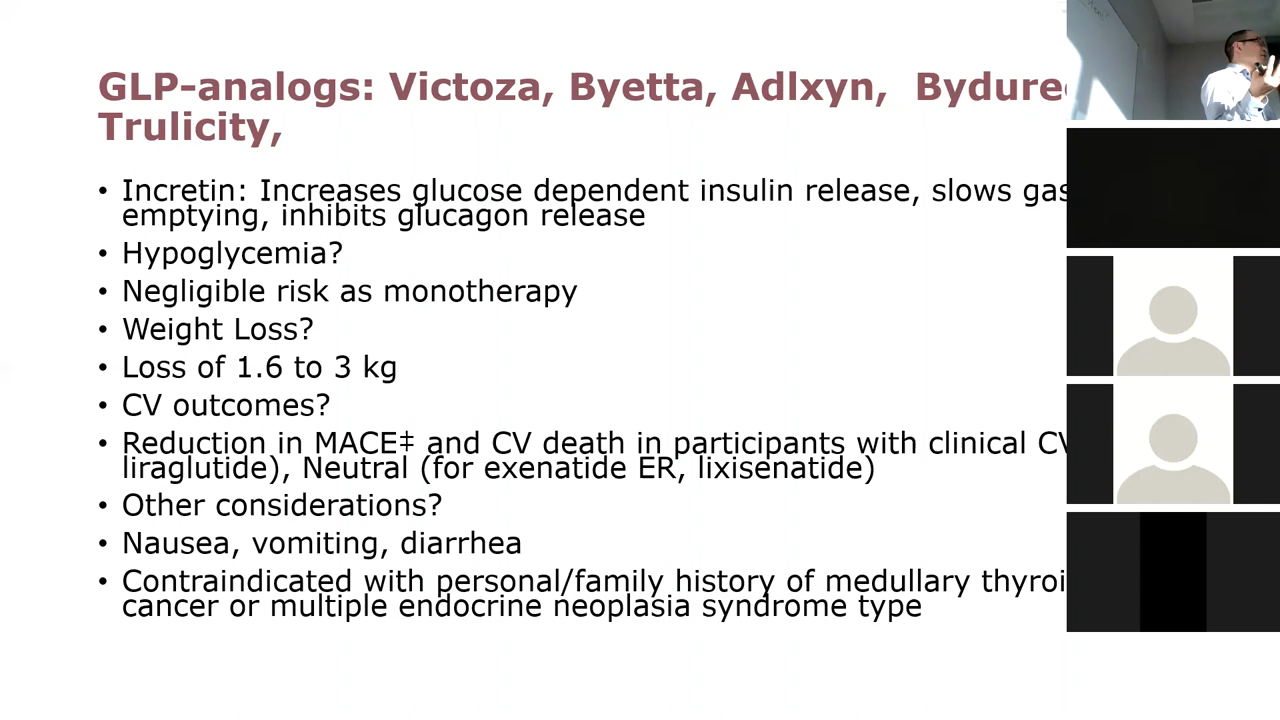 GLP-analogs: Victoza, Byetta, Adlxyn, Bydure
Trulicity,
• Incretin: Increases glucose dependent insulin release, slows gas
emptying, inhibits glucagon release
• Hypoglycemia?
• Negligible risk as monotherapy
• Weight Loss?
• Loss of 1.6 to 3 kg
• CV outcomes?
• Reduction in MACE‡ and CV death in participants with clinical CV
liraglutide), Neutral (for exenatide ER, lixisenatide)
• Other considerations?
• Nausea, vomiting, diarrhea
• Contraindicated with personal/family history of medullary thyroi
cancer or multiple endocrine neoplasia syndrome type